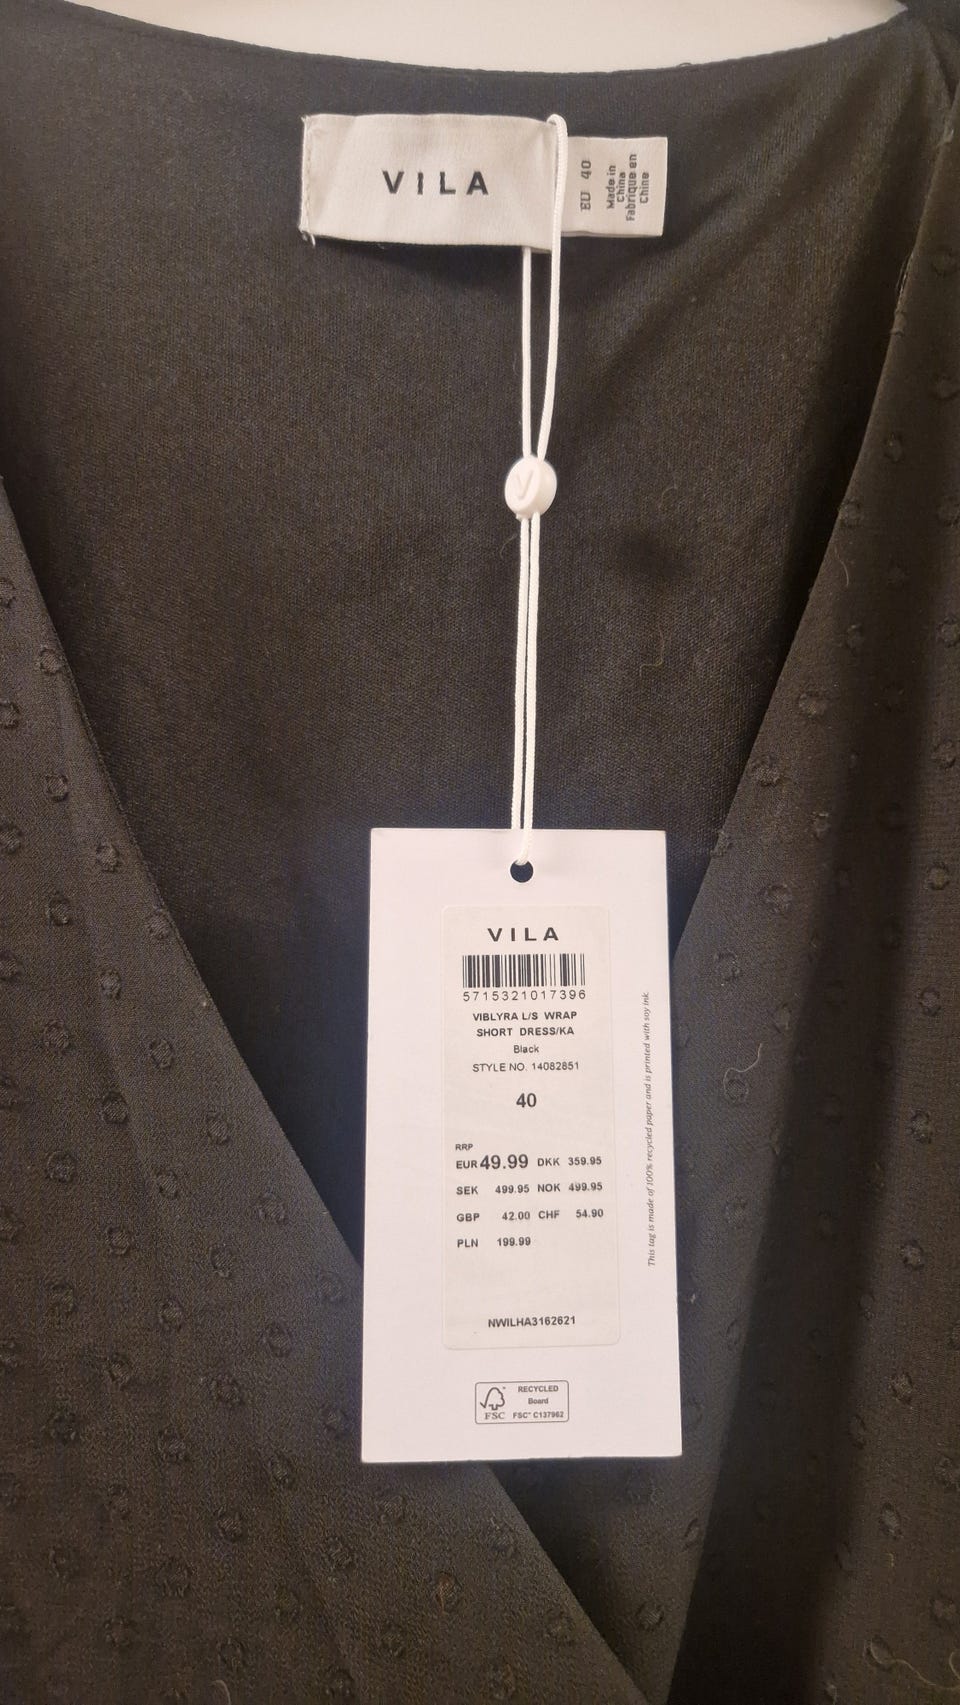 VILA
EU 40
Made in
China
Fabriqué en
Chine
VILA
5715321017396
VIBLYRA L/S WRAP
SHORT DRESS/KA
Black
STYLE NO. 14082851
40
RRP
EUR 49.99 DKK 359.95
SEK 499.95 NOK 499.95
GBP 42.00 CHF 54.90
PLN 199.99
NWILHA3162621
This tag is made of 100% recycled paper and is printed with soy ink.
FSC
RECYCLED
Board
FSC® C137962